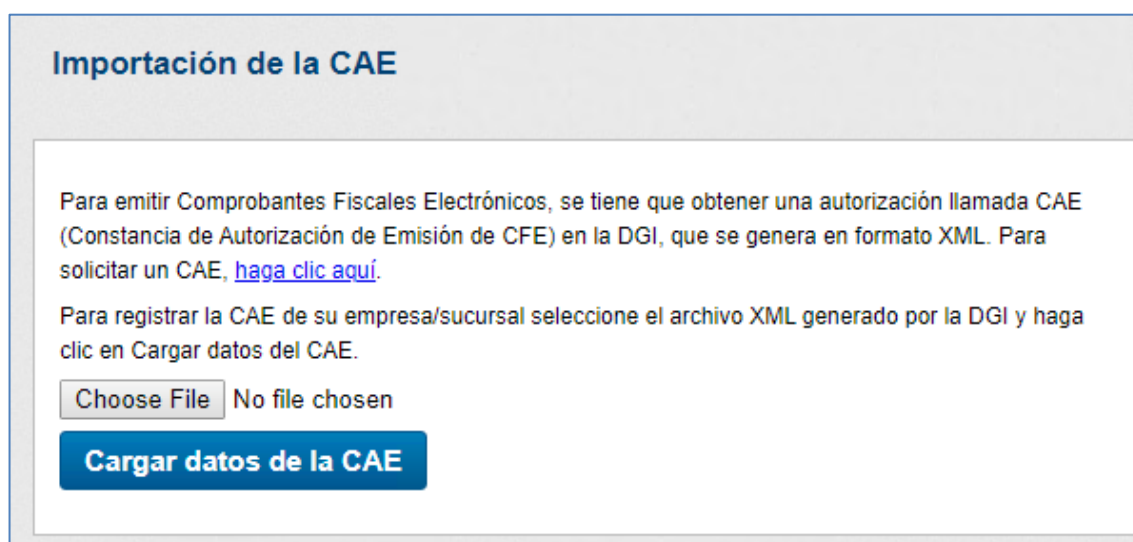 Importación de la CAE
Para emitir Comprobantes Fiscales Electrónicos, se tiene que obtener una autorización llamada CAE
(Constancia de Autorización de Emisión de CFE) en la DGI, que se genera en formato XML. Para
solicitar un CAE, haga clic aquí.
Para registrar la CAE de su empresa/sucursal seleccione el archivo XML generado por la DGI y haga
clic en Cargar datos del CAE.
Choose File No file chosen
Cargar datos de la CAE